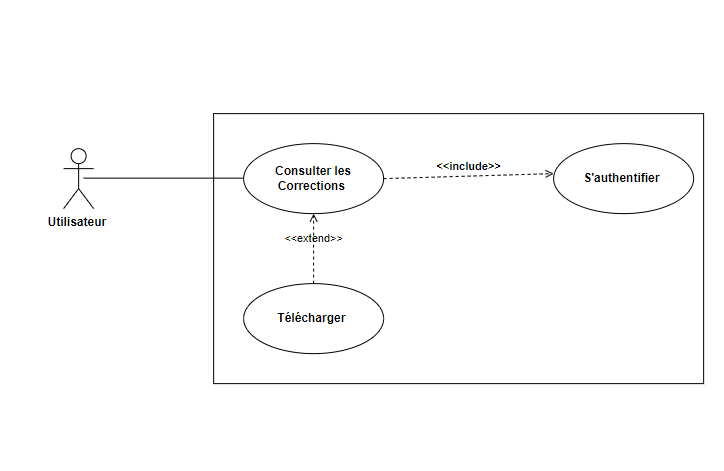 Consulter les
Corrections
<<include>>
S'authentifier
Utilisateur
<<extend>>
Télécharger